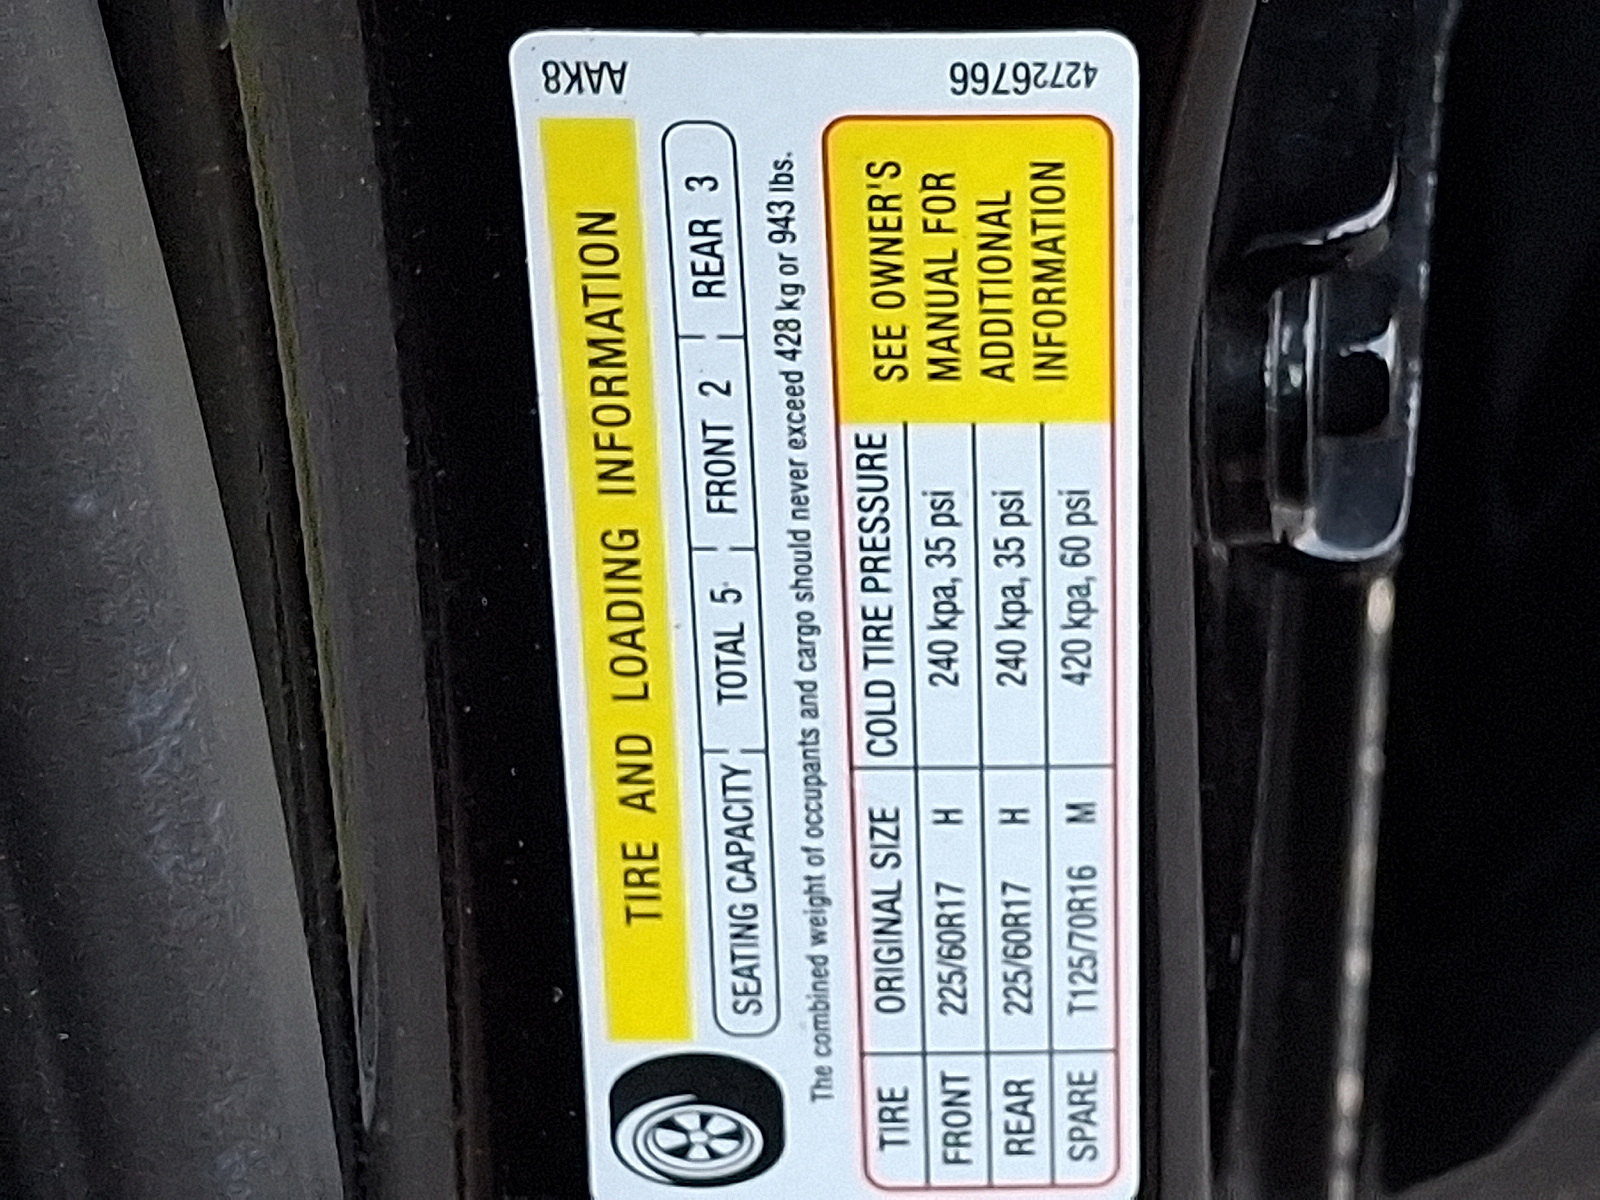 TIRE AND LOADING INFORMATION
SEATING CAPACITY TOTAL 5 FRONT 2 REAR 3
The combined weight of occupants and cargo should never exceed 428 kg or 943 lbs.
TIRE ORIGINAL SIZE COLD TIRE PRESSURE
FRONT 225/60R17 H 240 kpa, 35 psi
REAR 225/60R17 H 240 kpa, 35 psi
SPARE T125/70R16 M 420 kpa, 60 psi
SEE OWNER'S
MANUAL FOR
ADDITIONAL
INFORMATION
AAK8
42726766